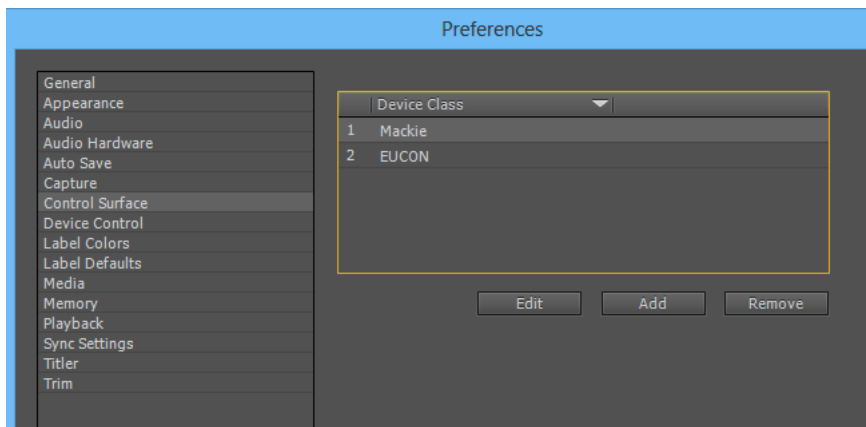 Preferences
General
Appearance
Audio
Audio Hardware
Auto Save
Capture
Control Surface
Device Control
Label Colors
Label Defaults
Media
Memory
Playback
Sync Settings
Titler
Trim
Device Class
1 Mackie
2 EUCON
Edit Add Remove